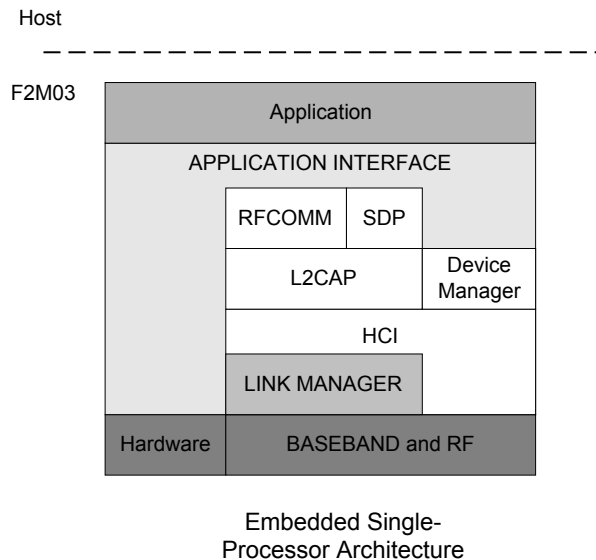 Host
F2M03
Application
APPLICATION INTERFACE
RFCOMM
SDP
L2CAP
Device
Manager
HCI
LINK MANAGER
Hardware
BASEBAND and RF
Embedded Single-
Processor Architecture